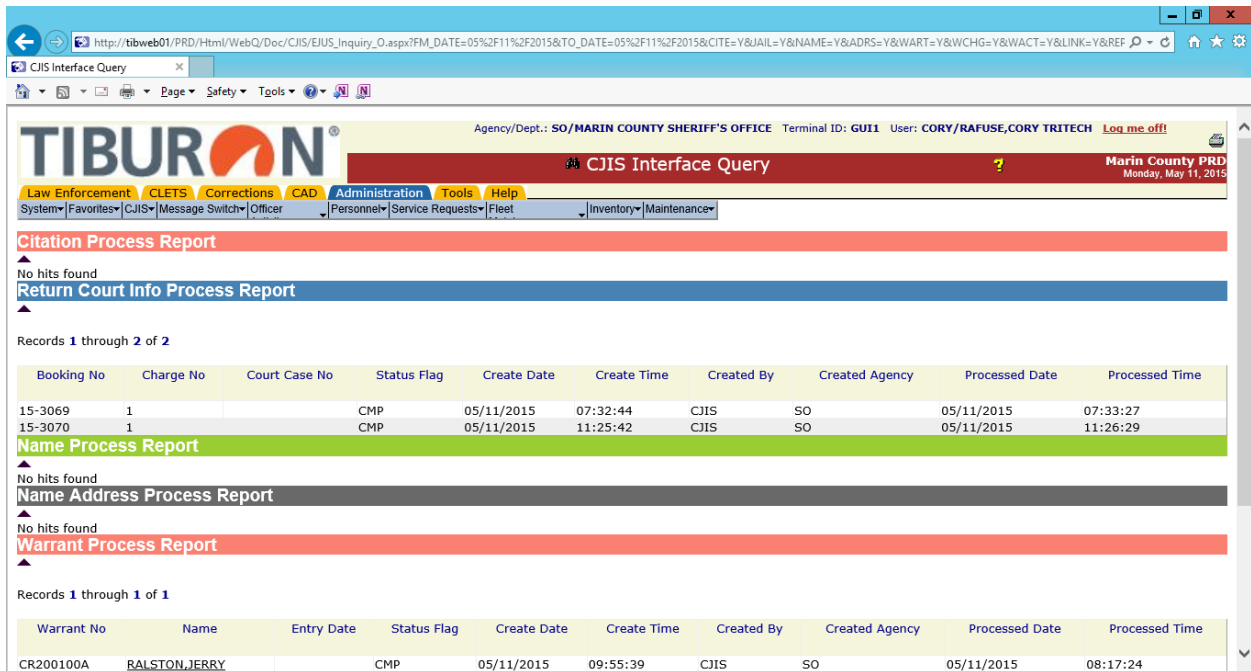 http://tibweb01/PRD/Html/WebQ/Doc/CJIS/EJUS_Inquiry_O.aspx?FM_DATE=05%2F11%2F2015&TO_DATE=05%2F11%2F2015&CITE=Y&JAIL=Y&NAME=Y&ADRS=Y&WART=Y&WCHG=Y&WACT=Y&LINK=Y&REF
CJIS Interface Query
Page Safety Tools
TIBURON®
Agency/Dept.: SO/MARIN COUNTY SHERIFF'S OFFICE Terminal ID: GUI1 User: CORY/RAFUSE,CORY TRITECH Log me off!
CJIS Interface Query ? Marin County PRD
Monday, May 11, 2015
Law Enforcement CLETS Corrections CAD Administration Tools Help
System Favorites CJIS Message Switch Officer Personnel Service Requests Fleet Inventory Maintenance
Citation Process Report
No hits found
Return Court Info Process Report
Records 1 through 2 of 2
Booking No Charge No Court Case No Status Flag Create Date Create Time Created By Created Agency Processed Date Processed Time
15-3069 1 CMP 05/11/2015 07:32:44 CJIS SO 05/11/2015 07:33:27
15-3070 1 CMP 05/11/2015 11:25:42 CJIS SO 05/11/2015 11:26:29
Name Process Report
No hits found
Name Address Process Report
No hits found
Warrant Process Report
Records 1 through 1 of 1
Warrant No Name Entry Date Status Flag Create Date Create Time Created By Created Agency Processed Date Processed Time
CR200100A RALSTON,JERRY CMP 05/11/2015 09:55:39 CJIS SO 05/11/2015 08:17:24